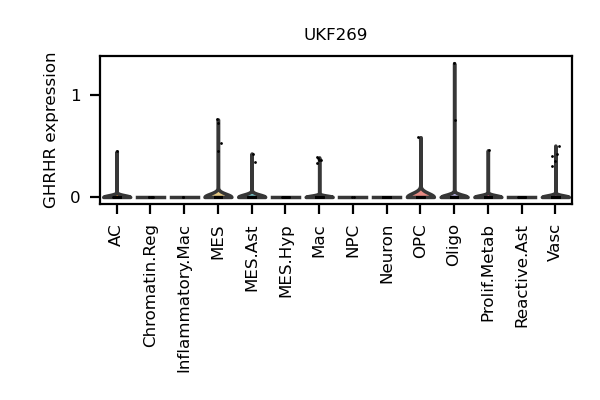 UKF269
GHRHR expression
1
0
AC
Chromatin.Reg
Inflammatory.Mac
MES
MES.Ast
MES.Hyp
Mac
NPC
Neuron
OPC
Oligo
Prolif.Metab
Reactive.Ast
Vasc